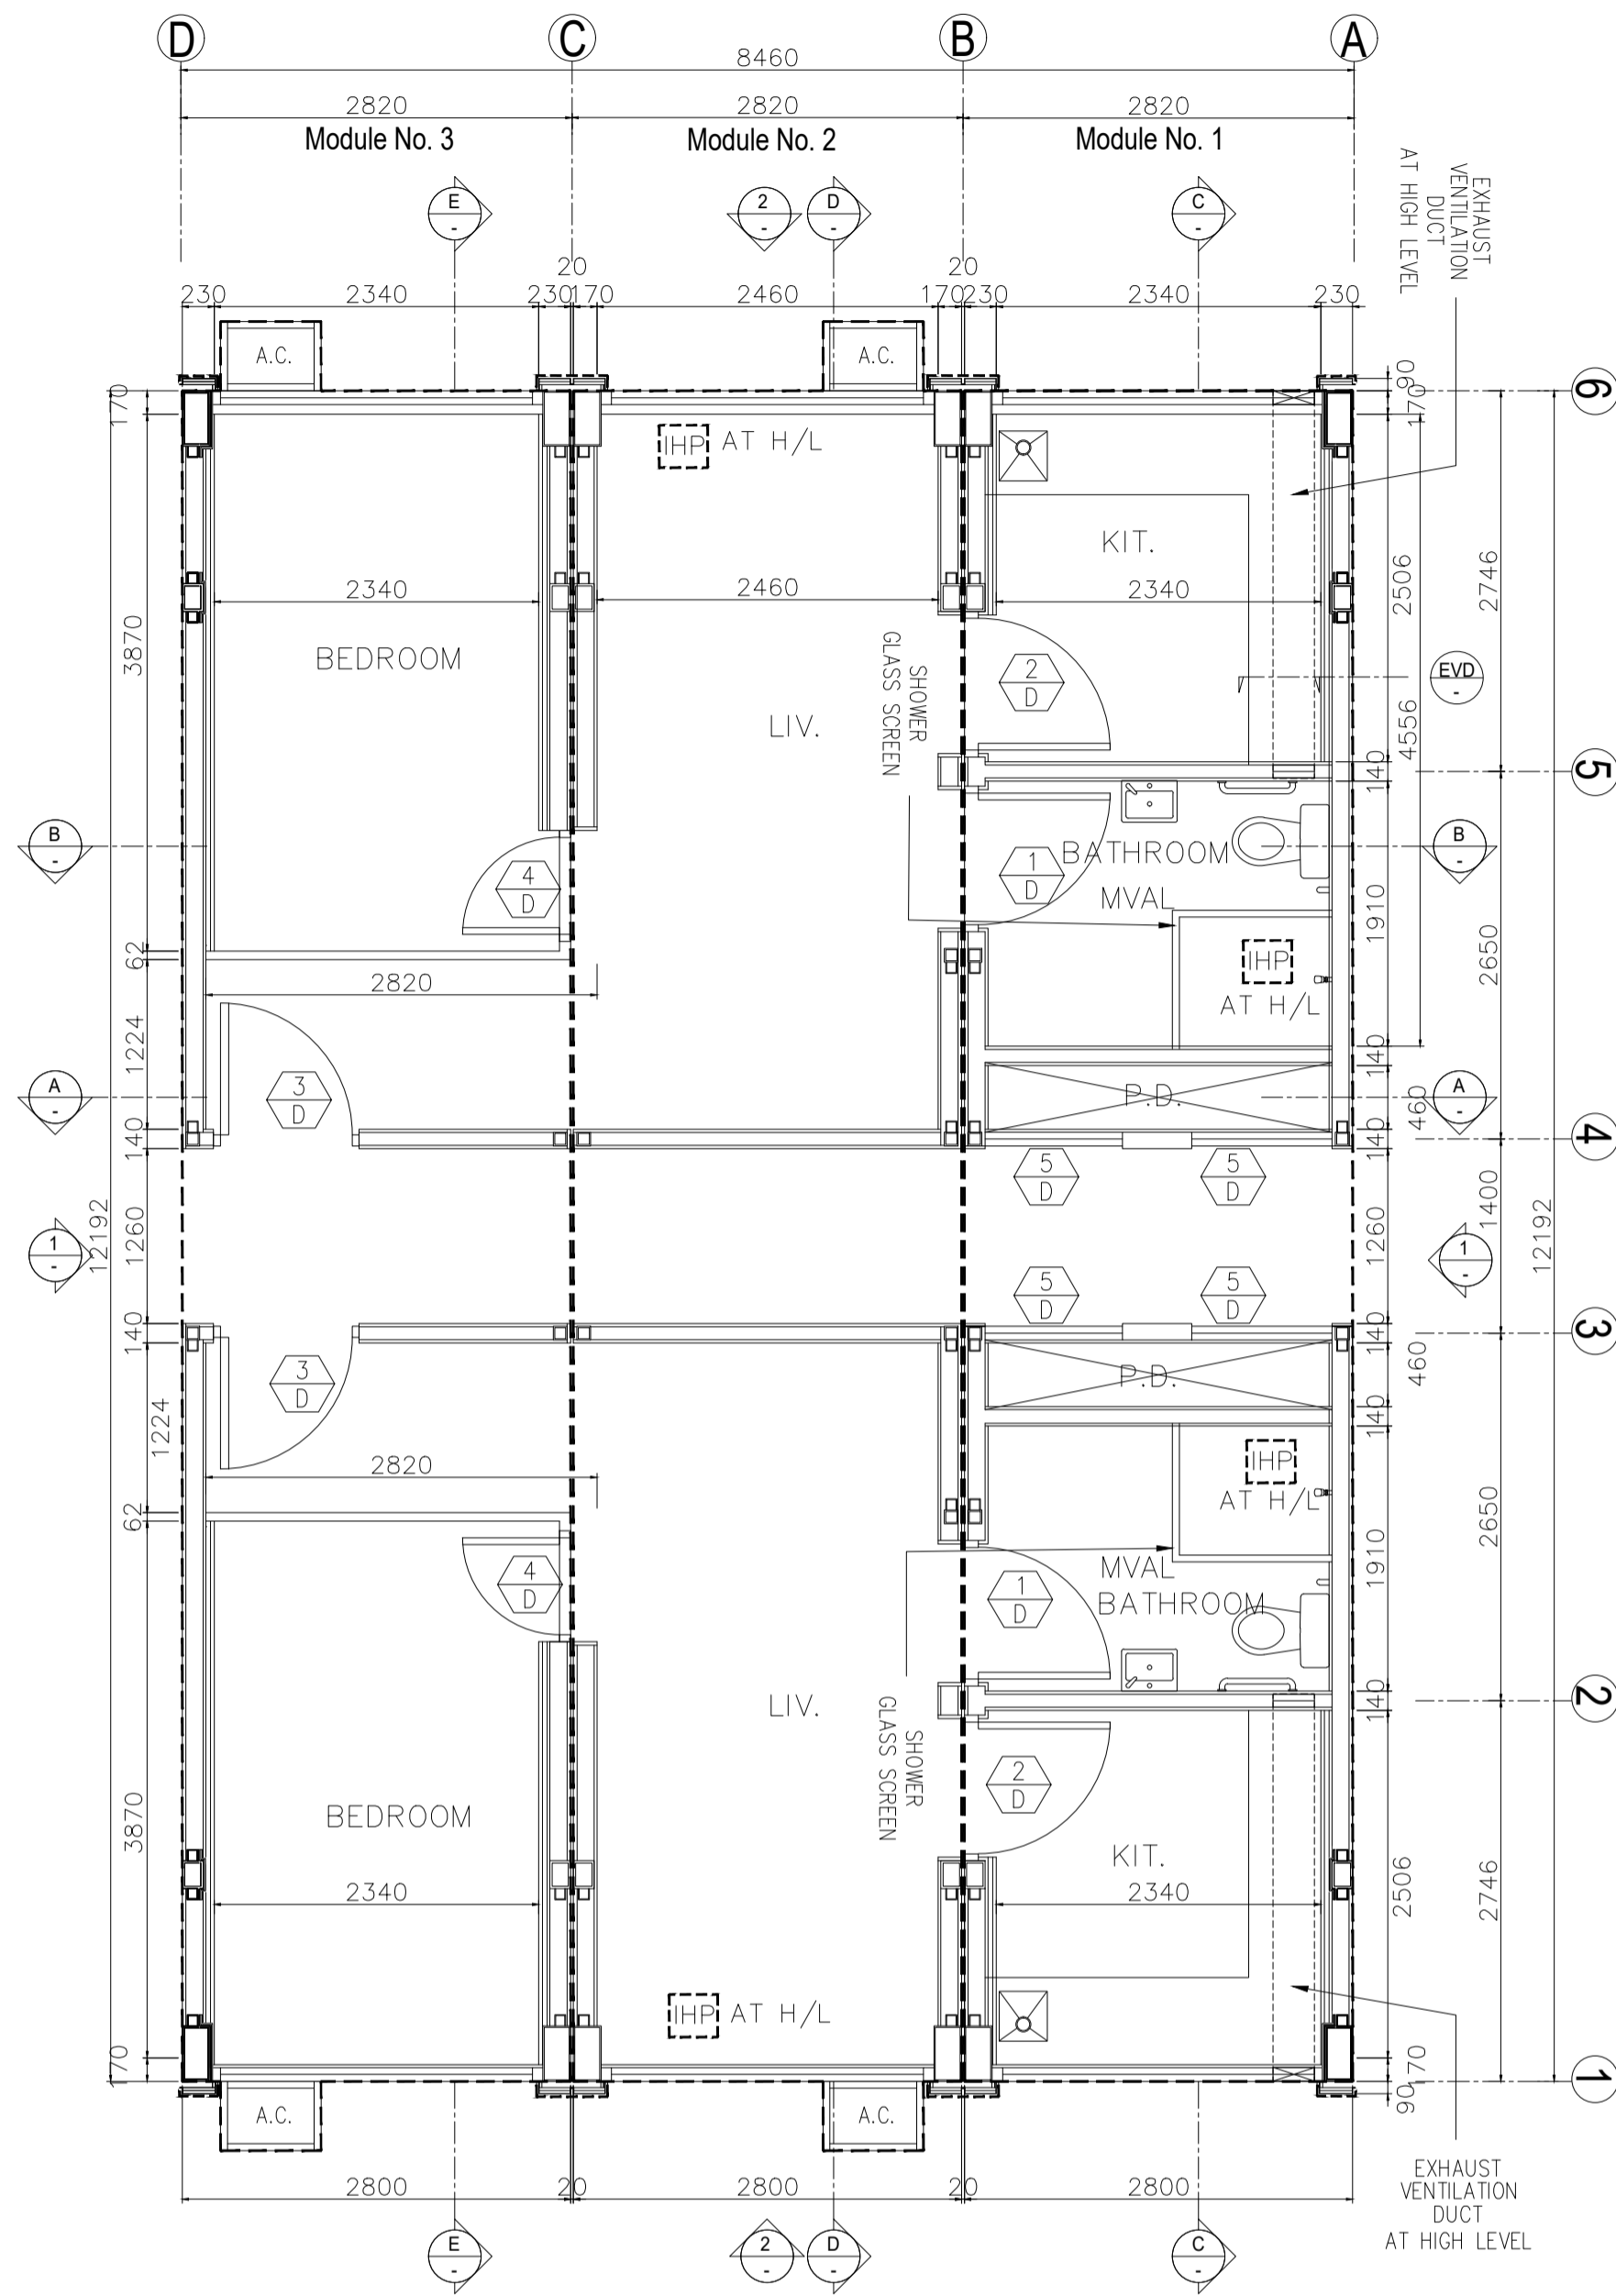 D C B A
8460
2820 2820 2820
Module No. 3 Module No. 2 Module No. 1
EXHAUST
VENTILATION
DUCT
AT HIGH LEVEL
E
-
2
-
D
-
C
-
20 20
230 2340 230 170 2460 170 230 2340 230
A.C. A.C.
90
170 170
6
IHP AT H/L
KIT.
2340 2460 2340
2506 2746
3870
BEDROOM
SHOWER
GLASS SCREEN
2
D
EVD
-
LIV.
4556
140
5
B
-
4
D
1
D
BATHROOM
MVAL
B
-
1910
2650
62
2820
IHP
AT H/L
1224
140
A
-
3
D
P.D.
A
-
460
140 140
4
5
D
5
D
12192
1
-
1260 1260
1400
1
-
12192
5
D
5
D
140 140
3
3
D
P.D.
460
140
1224
2820
IHP
AT H/L
62
2650
1910
4
D
1
D
MVAL
BATHROOM
140
2
LIV.
SHOWER
GLASS SCREEN
2
D
BEDROOM
3870
KIT.
2340 2340
2506 2746
IHP AT H/L
170 170
90
1
A.C. A.C.
EXHAUST
VENTILATION
DUCT
AT HIGH LEVEL
2800 20 2800 20 2800
E
-
2
-
D
-
C
-